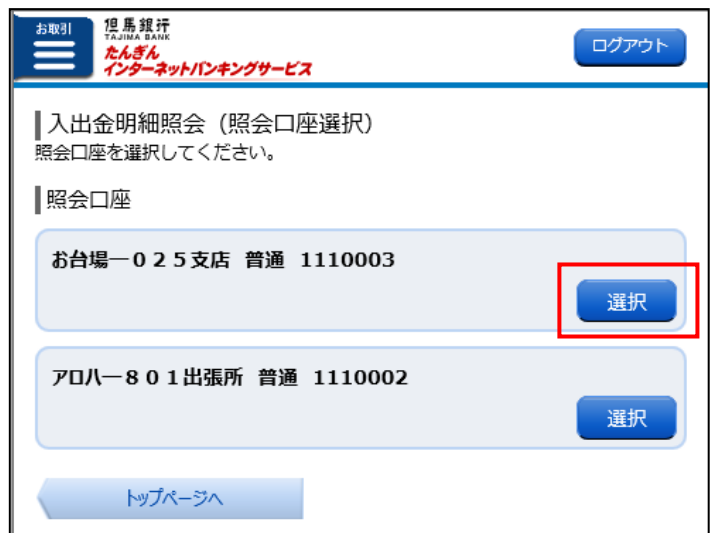 お取引
但馬銀行
TAJIMA BANK
たんぎん
インターネットバンキングサービス
ログアウト
入出金明細照会（照会口座選択）
照会口座を選択してください。
照会口座
お台場一０２５支店 普通 1110003
選択
アロハ一８０１出張所 普通 1110002
選択
トップページへ